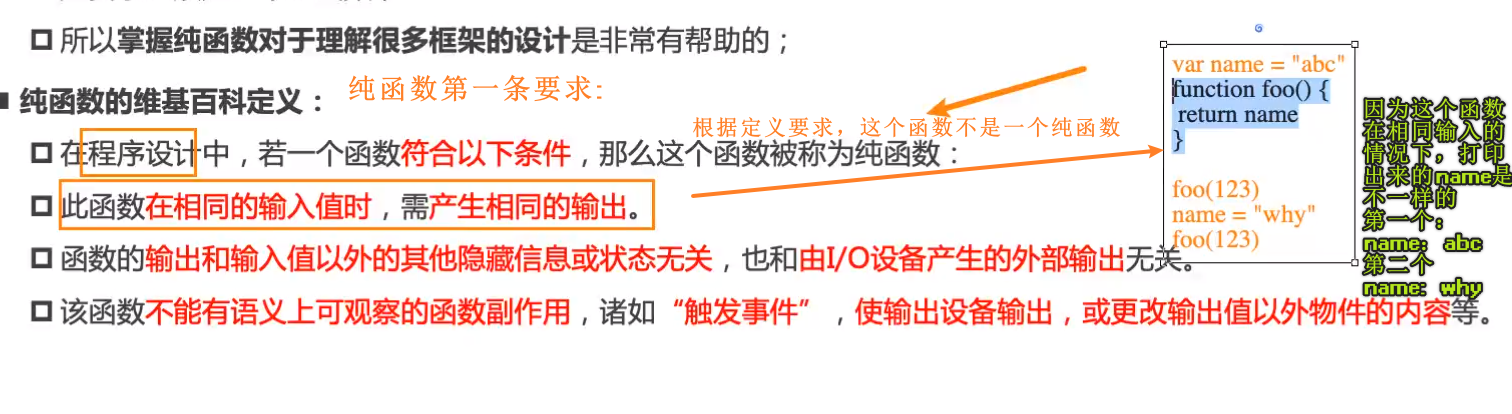 所以掌握纯函数对于理解很多框架的设计是非常有帮助的；
纯函数的维基百科定义：
纯函数第一条要求:
在程序设计中，若一个函数符合以下条件，那么这个函数被称为纯函数：
根据定义要求，这个函数不是一个纯函数
此函数在相同的输入值时，需产生相同的输出。
函数的输出和输入值以外的其他隐藏信息或状态无关，也和由I/O设备产生的外部输出无关。
该函数不能有语义上可观察的函数副作用，诸如“触发事件”，使输出设备输出，或更改输出值以外物件的内容等。
var name = "abc"
function foo() {
return name
}
foo(123)
name = "why"
foo(123)
因为这个函数
在相同输入的
情况下，打印
出来的name是
不一样的
第一个：
name: abc
第二个
name: why